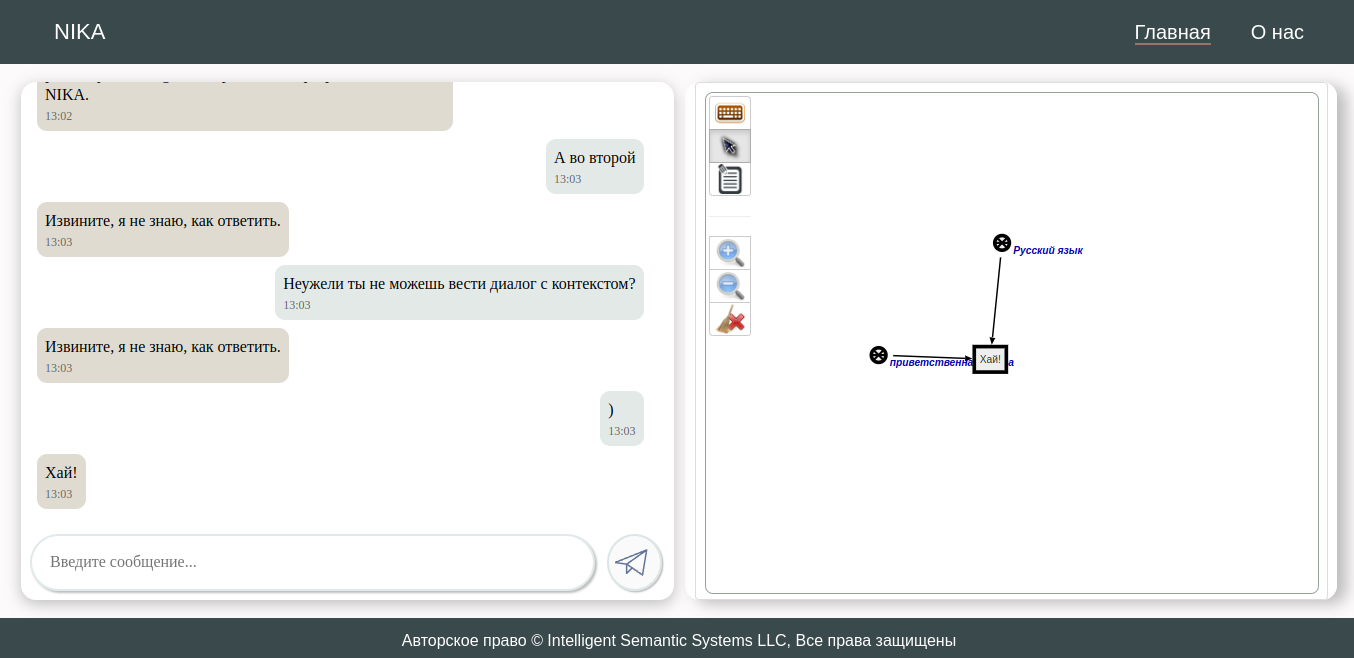 NIKA
Главная
О нас
NIKA.
13:02
А во второй
13:03
Извините, я не знаю, как ответить.
13:03
Неужели ты не можешь вести диалог с контекстом?
13:03
Извините, я не знаю, как ответить.
13:03
)
13:03
Хай!
13:03
Введите сообщение...
Русский язык
Хай!
Авторское право © Intelligent Semantic Systems LLC, Все права защищены